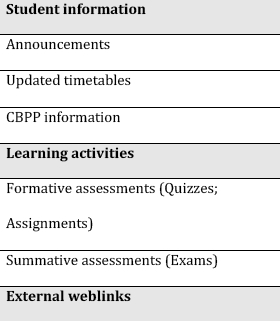 Student information
Announcements
Updated timetables
CBPP information
Learning activities
Formative assessments (Quizzes;
Assignments)
Summative assessments (Exams)
External weblinks